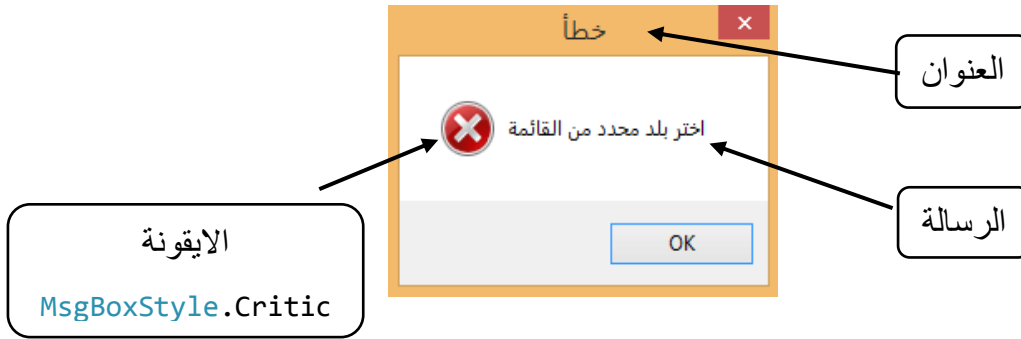 خطأ
×
العنوان
اختر بلد محدد من القائمة
الرسالة
الايقونة
MsgBoxStyle.Critic
OK